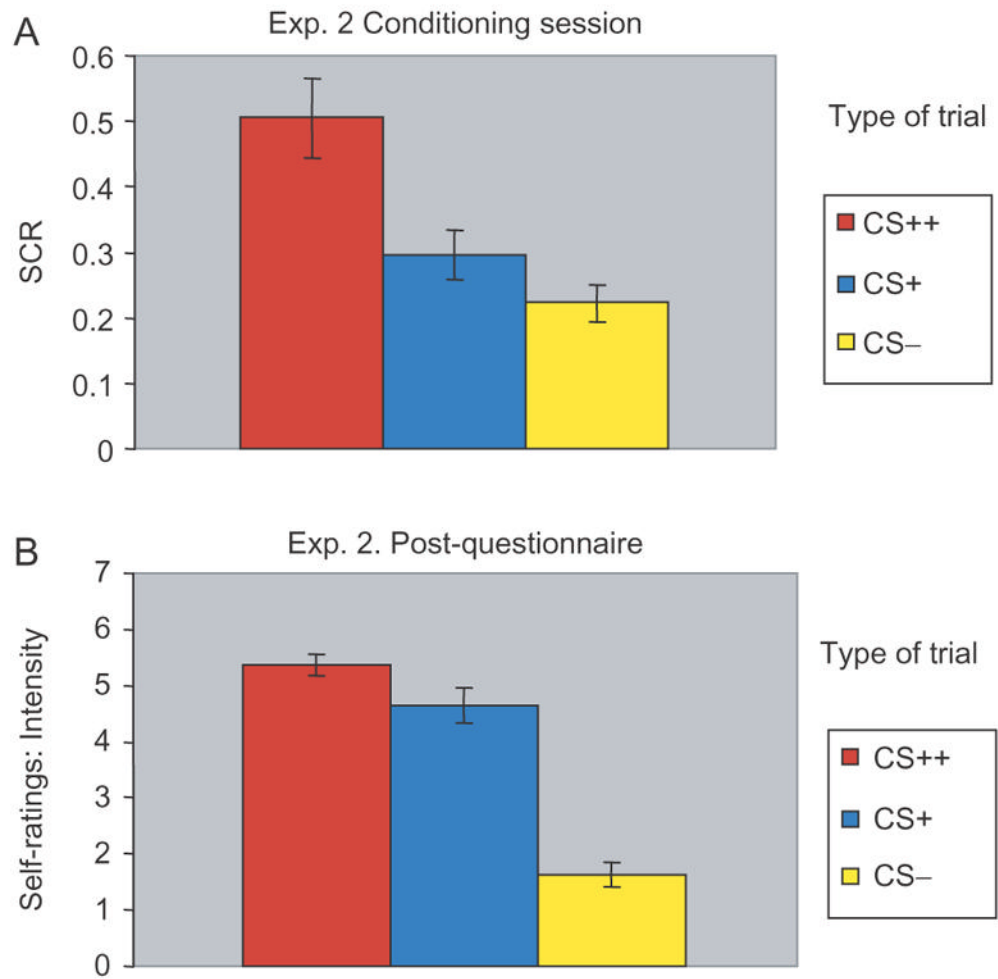 A
Exp. 2 Conditioning session
0.6
0.5
0.4
0.3
0.2
0.1
0
SCR
Type of trial
CS++
CS+
CS–
B
Exp. 2. Post-questionnaire
7
6
5
4
3
2
1
0
Self-ratings: Intensity
Type of trial
CS++
CS+
CS–